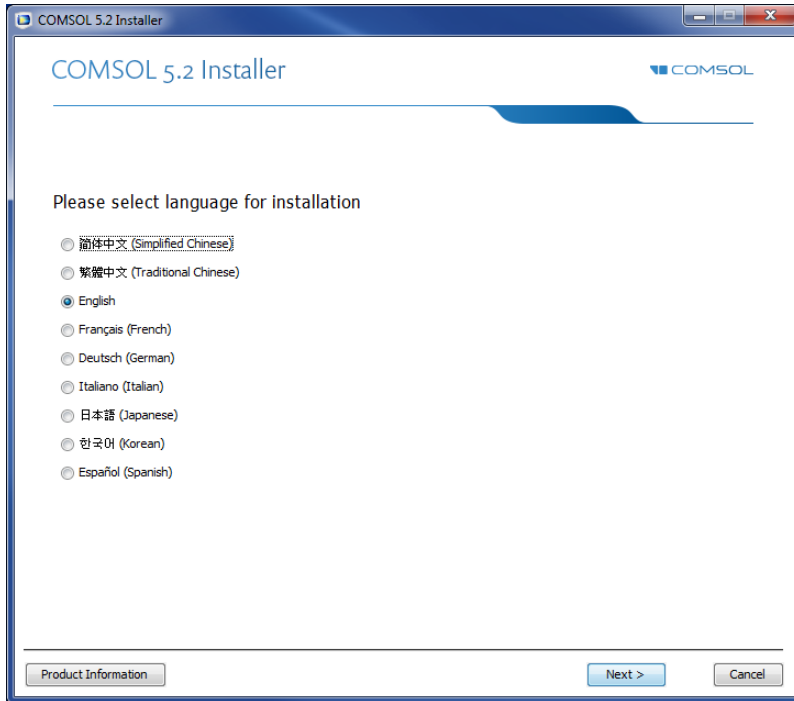 COMSOL 5.2 Installer
COMSOL 5.2 Installer
COMSOL
Please select language for installation
简体中文 (Simplified Chinese)
繁體中文 (Traditional Chinese)
English
Français (French)
Deutsch (German)
Italiano (Italian)
日本語 (Japanese)
한국어 (Korean)
Español (Spanish)
Product Information
Next >
Cancel